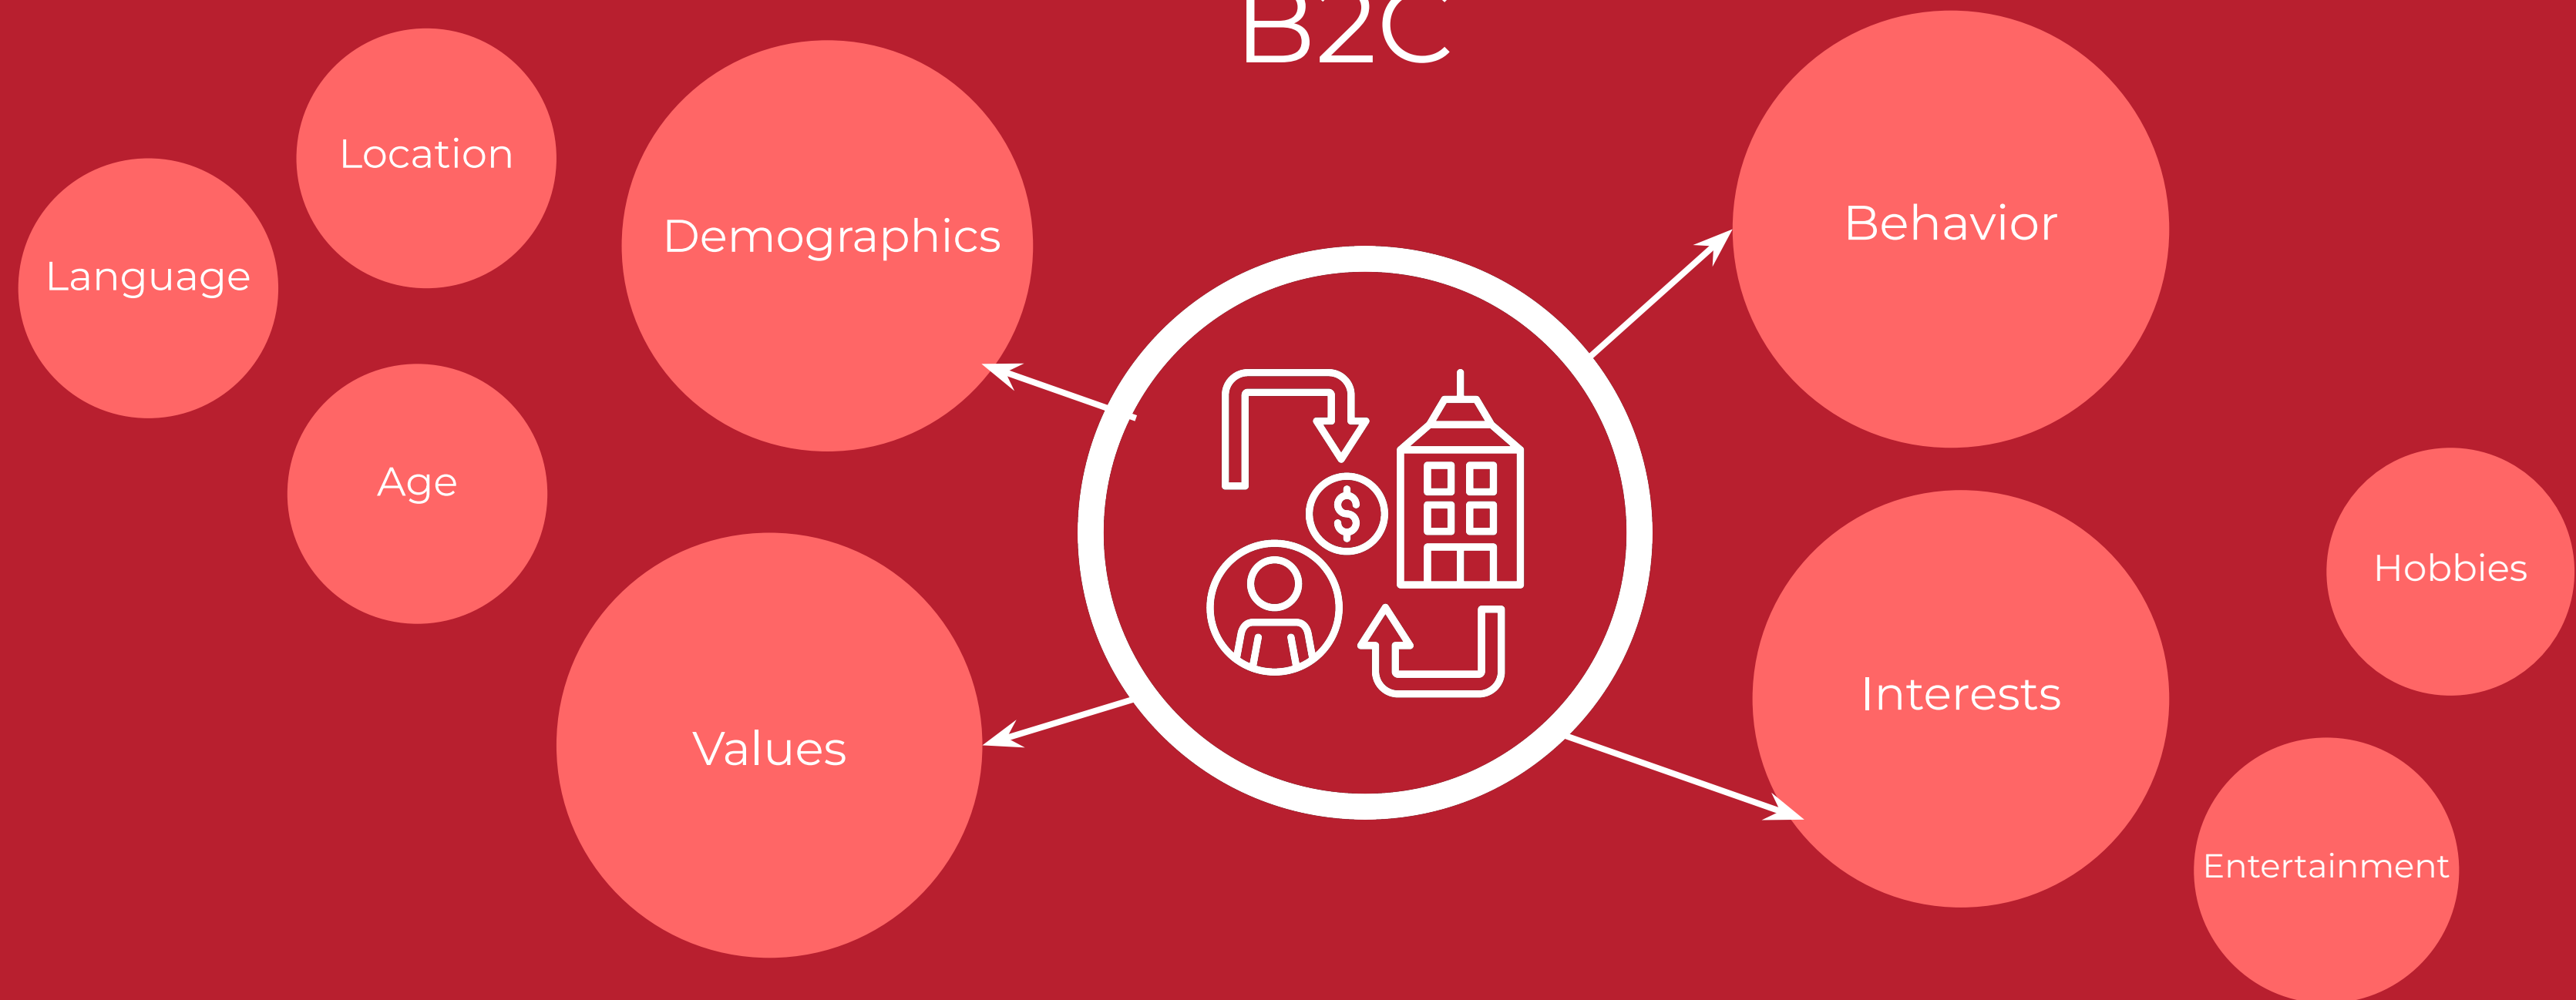 B2C
Location
Language
Demographics
Age
Values
$
Behavior
Interests
Hobbies
Entertainment